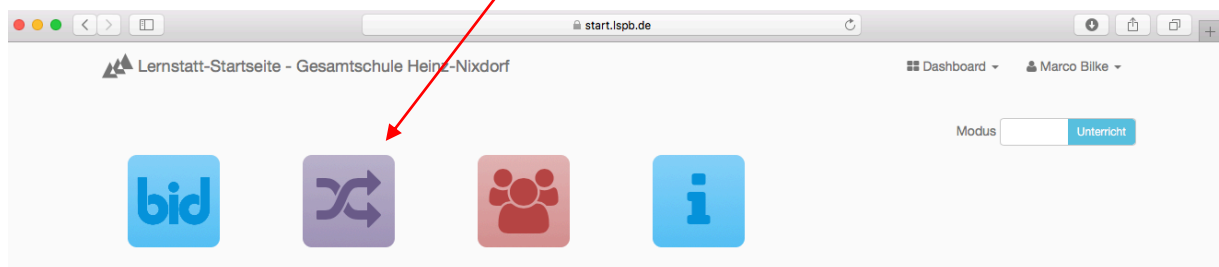 start.lspb.de
Lernstatt-Startseite - Gesamtschule Heinz-Nixdorf
Dashboard
Marco Bilke
Modus
Unterricht
bid
i